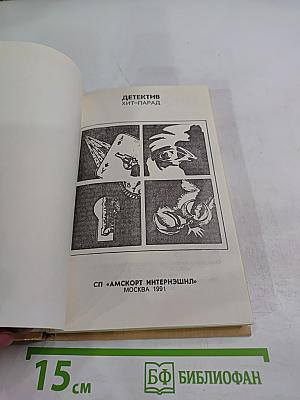 ДЕТЕКТИВ
ХИТ-ПАРАД
СП «АМСКОРТ ИНТЕРНЭШНЛ»
МОСКВА 1991
15 см
БФ БИБЛИОФАН